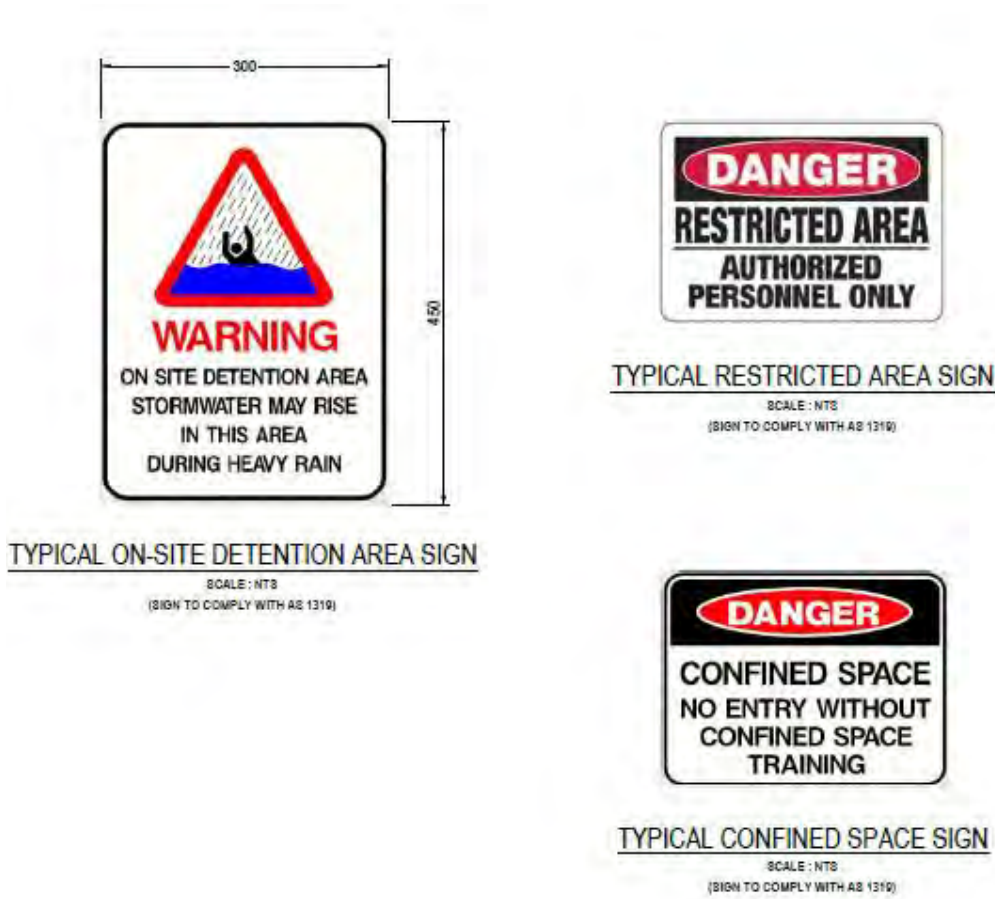 300
450
WARNING
ON SITE DETENTION AREA
STORMWATER MAY RISE
IN THIS AREA
DURING HEAVY RAIN
TYPICAL ON-SITE DETENTION AREA SIGN
SCALE : NTS
(SIGN TO COMPLY WITH AS 1319)
DANGER
RESTRICTED AREA
AUTHORIZED
PERSONNEL ONLY
TYPICAL RESTRICTED AREA SIGN
SCALE : NTS
(SIGN TO COMPLY WITH AS 1319)
DANGER
CONFINED SPACE
NO ENTRY WITHOUT
CONFINED SPACE
TRAINING
TYPICAL CONFINED SPACE SIGN
SCALE : NTS
(SIGN TO COMPLY WITH AS 1319)